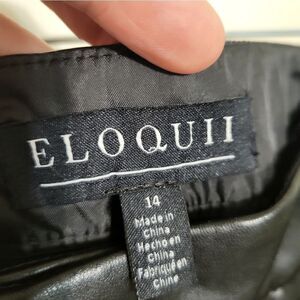 ELOQUII
14
Made in
China
Hecho en
China
Fabriqué en
Chine